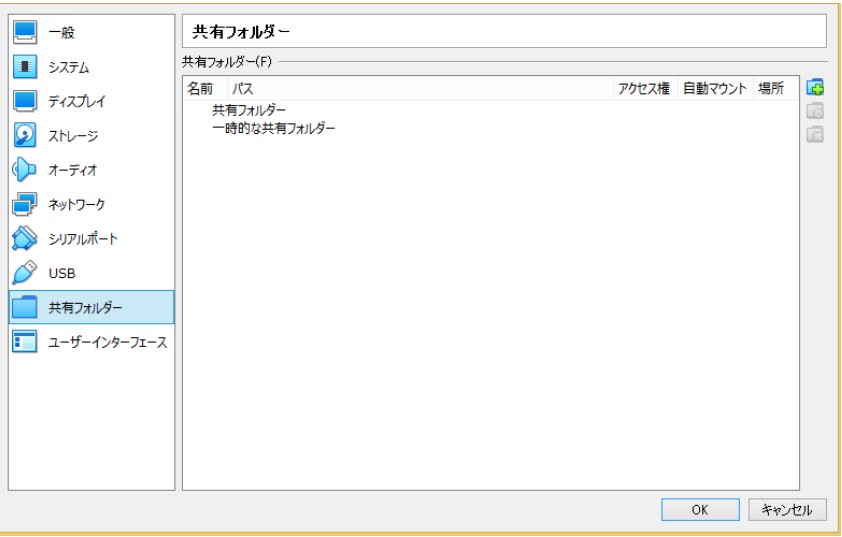 一般
システム
ディスプレイ
ストレージ
オーディオ
ネットワーク
シリアルポート
USB
共有フォルダー
ユーザーインターフェース
共有フォルダー
共有フォルダー(F)
名前 パス アクセス権 自動マウント 場所
共有フォルダー
一時的な共有フォルダー
OK キャンセル